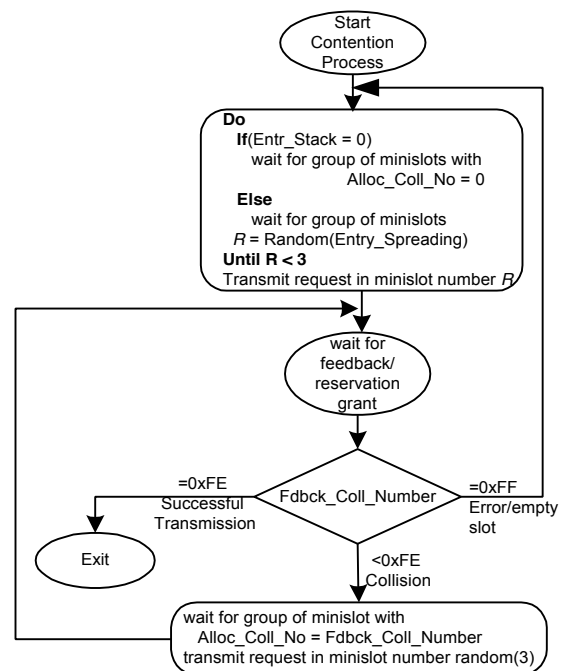 Start
Contention
Process
Do
If(Entr_Stack = 0)
wait for group of minislots with
Alloc_Coll_No = 0
Else
wait for group of minislots
R = Random(Entry_Spreading)
Until R < 3
Transmit request in minislot number R
wait for
feedback/
reservation
grant
Fdbck_Coll_Number
=0xFE
Successful
Transmission
=0xFF
Error/empty
slot
Exit
<0xFE
Collision
wait for group of minislot with
Alloc_Coll_No = Fdbck_Coll_Number
transmit request in minislot number random(3)